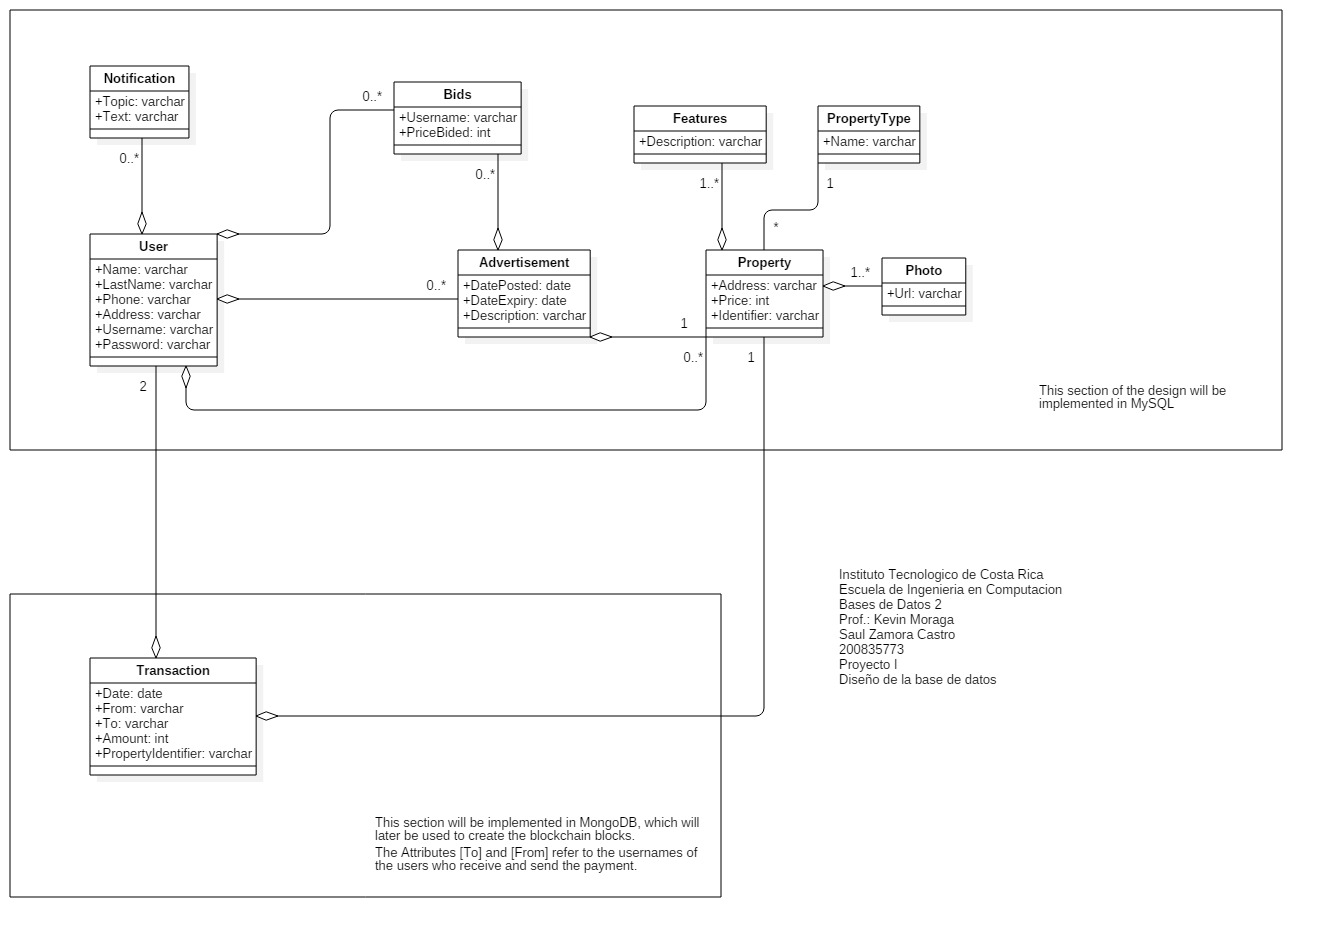 Notification
+Topic: varchar
+Text: varchar
0..*
0..*
Bids
+Username: varchar
+PriceBided: int
0..*
Features
+Description: varchar
1..*
PropertyType
+Name: varchar
1
*
User
+Name: varchar
+LastName: varchar
+Phone: varchar
+Address: varchar
+Username: varchar
+Password: varchar
2
0..*
Advertisement
+DatePosted: date
+DateExpiry: date
+Description: varchar
1
0..*
Property
+Address: varchar
+Price: int
+Identifier: varchar
1
1..*
Photo
+Url: varchar
This section of the design will be
implemented in MySQL
Instituto Tecnologico de Costa Rica
Escuela de Ingenieria en Computacion
Bases de Datos 2
Prof.: Kevin Moraga
Saul Zamora Castro
200835773
Proyecto I
Diseño de la base de datos
Transaction
+Date: date
+From: varchar
+To: varchar
+Amount: int
+PropertyIdentifier: varchar
This section will be implemented in MongoDB, which will
later be used to create the blockchain blocks.
The Attributes [To] and [From] refer to the usernames of
the users who receive and send the payment.